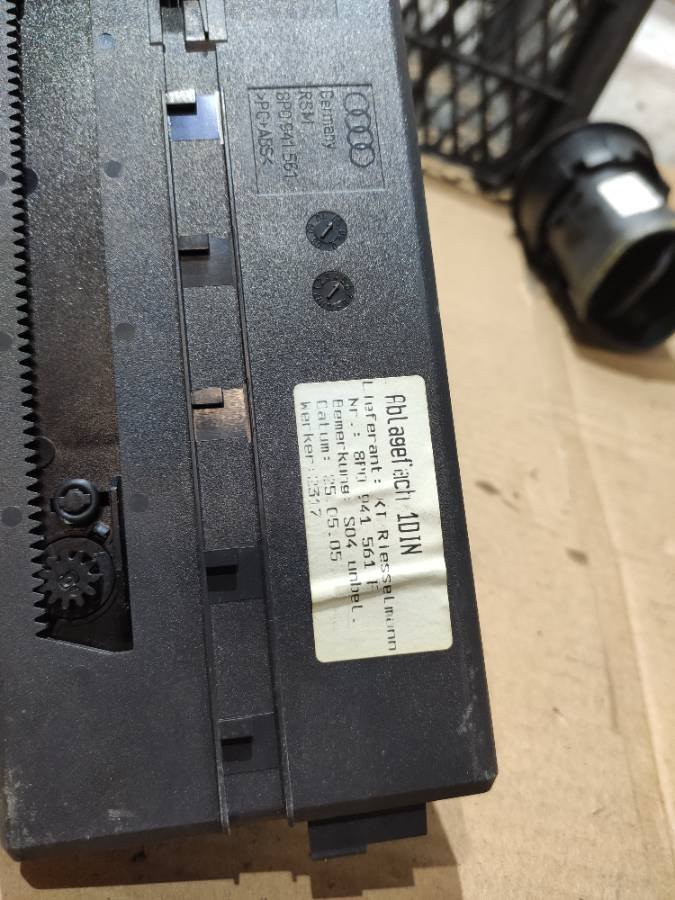 Germany
RSM
8P0.941.561
>PC+ABS<
Ablagefach 1DIN
Lieferant: KT Riesselmann
Nr.: 8P0 941 561 F
Bemerkung: S04 unbel.
Datum: 25.05.05
Werker:2317